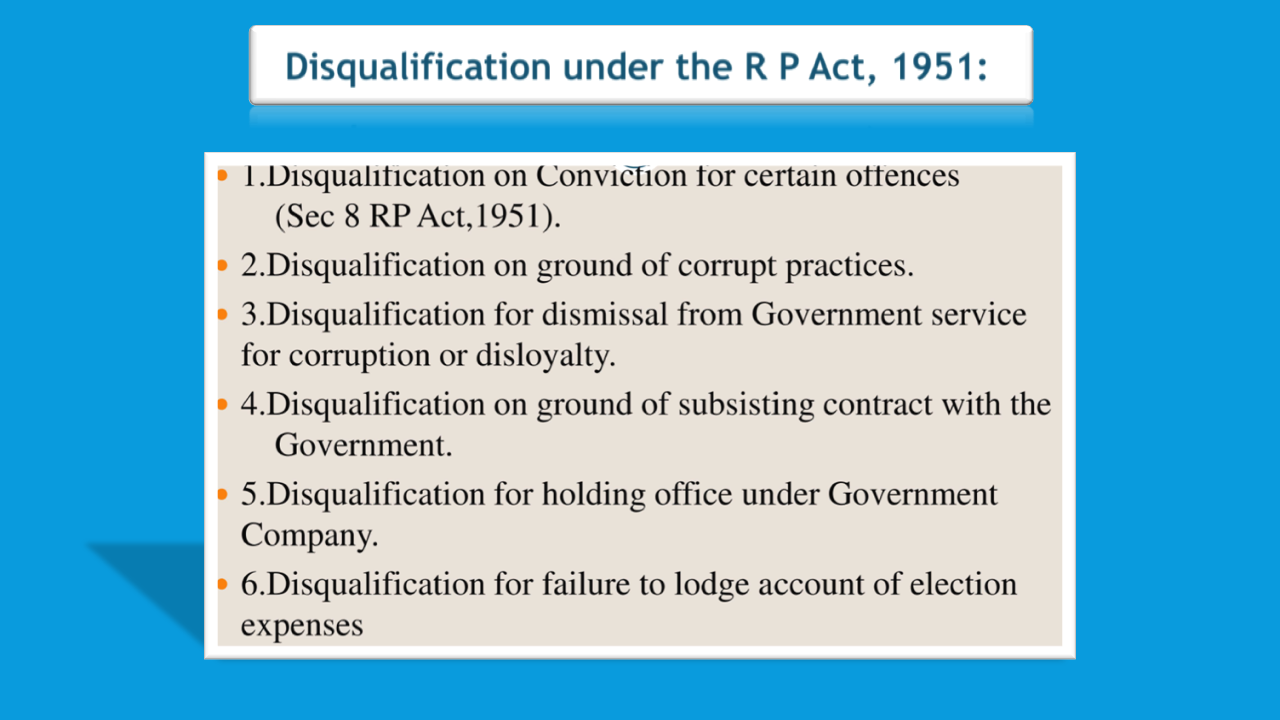 Disqualification under the R P Act, 1951:
• 1.Disqualification on Conviction for certain offences
(Sec 8 RP Act,1951).
• 2.Disqualification on ground of corrupt practices.
• 3.Disqualification for dismissal from Government service
for corruption or disloyalty.
• 4.Disqualification on ground of subsisting contract with the
Government.
• 5.Disqualification for holding office under Government
Company.
• 6.Disqualification for failure to lodge account of election
expenses